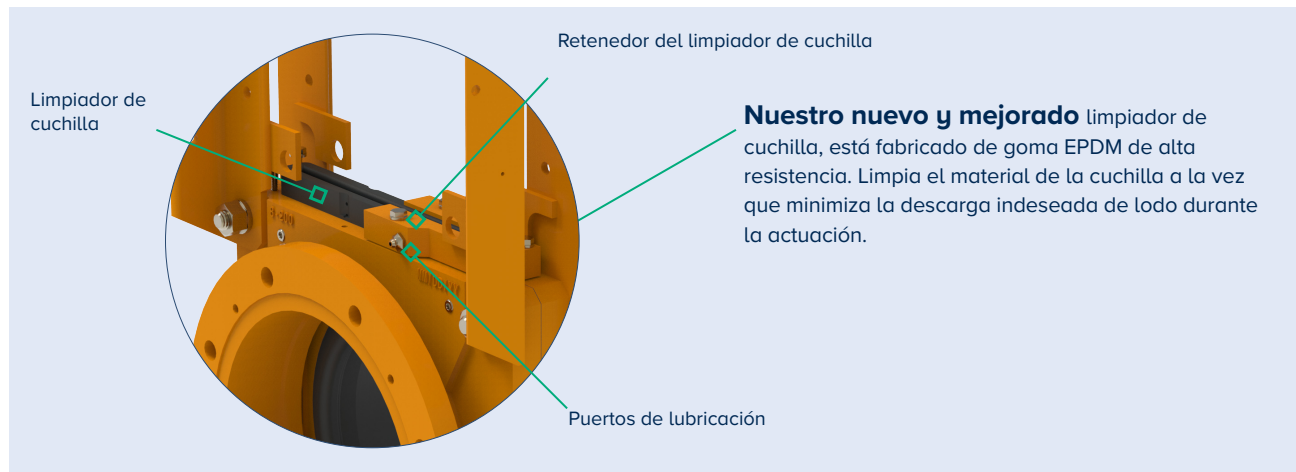 Retenedor del limpiador de cuchilla
Limpiador de
cuchilla
Nuestro nuevo y mejorado limpiador de
cuchilla, está fabricado de goma EPDM de alta
resistencia. Limpia el material de la cuchilla a la vez
que minimiza la descarga indeseada de lodo durante
la actuación.
Puertos de lubricación